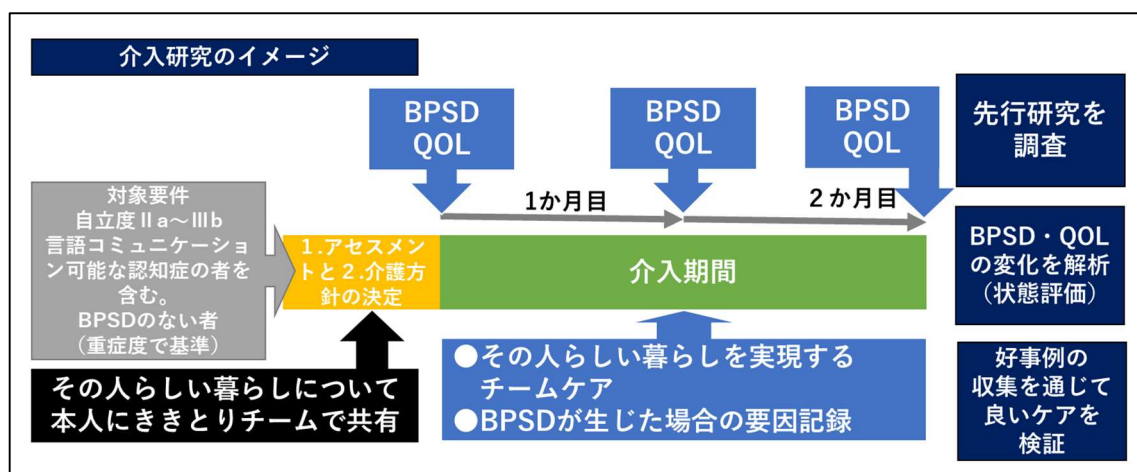 介入研究のイメージ
BPSD
QOL
BPSD
QOL
BPSD
QOL
先行研究を
調査
対象要件
自立度Ⅱa～Ⅲb
言語コミュニケーショ
ン可能な認知症の者を
含む。
BPSDのない者
（重症度で基準）
1か月目
２か月目
１.アセスメン
トと２.介護方
針の決定
介入期間
BPSD・QOL
の変化を解析
（状態評価）
その人らしい暮らしについて
本人にききとりチームで共有
●その人らしい暮らしを実現する
チームケア
●BPSDが生じた場合の要因記録
好事例の
収集を通じて
良いケアを
検証